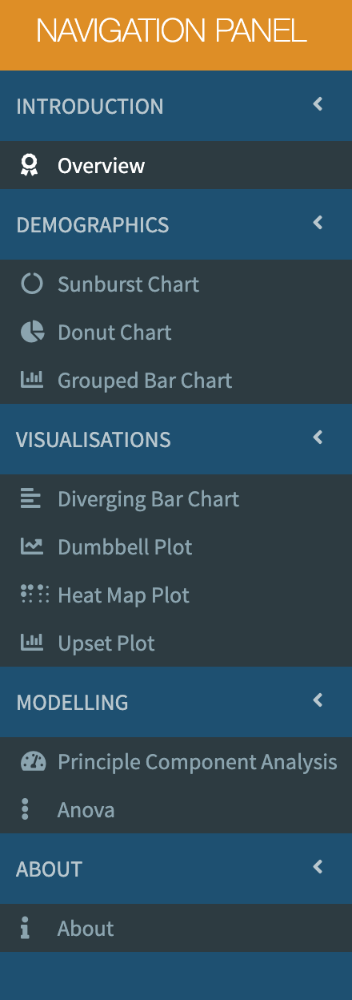 NAVIGATION PANEL
INTRODUCTION
Overview
DEMOGRAPHICS
Sunburst Chart
Donut Chart
Grouped Bar Chart
VISUALISATIONS
Diverging Bar Chart
Dumbbell Plot
Heat Map Plot
Upset Plot
MODELLING
Principle Component Analysis
Anova
ABOUT
About